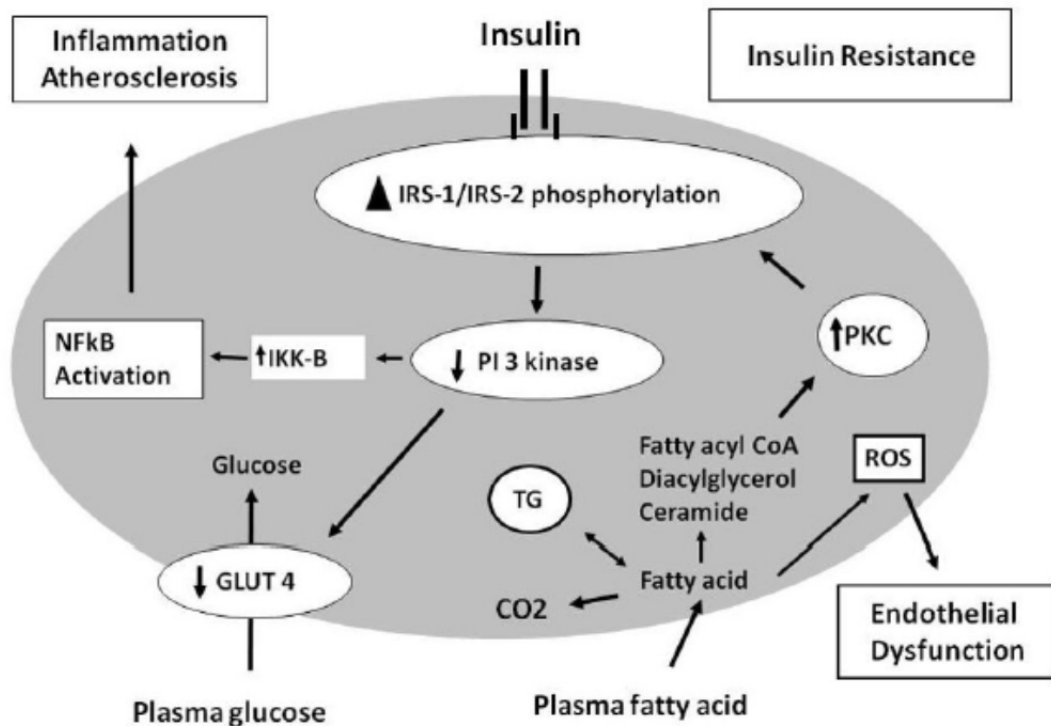 Inflammation
Atherosclerosis
Insulin
Insulin Resistance
▲ IRS-1/IRS-2 phosphorylation
NFkB
Activation
↑IKK-B
↓ PI 3 kinase
↑PKC
Glucose
TG
Fatty acyl CoA
Diacylglycerol
Ceramide
ROS
↓ GLUT 4
Fatty acid
CO2
Endothelial
Dysfunction
Plasma glucose
Plasma fatty acid